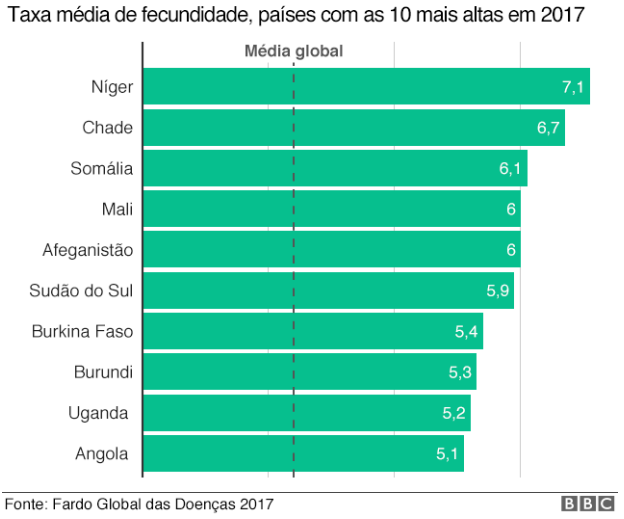 Taxa média de fecundidade, países com as 10 mais altas em 2017
Média global
Níger 7,1
Chade 6,7
Somália 6,1
Mali 6
Afeganistão 6
Sudão do Sul 5,9
Burkina Faso 5,4
Burundi 5,3
Uganda 5,2
Angola 5,1
Fonte: Fardo Global das Doenças 2017 BBC